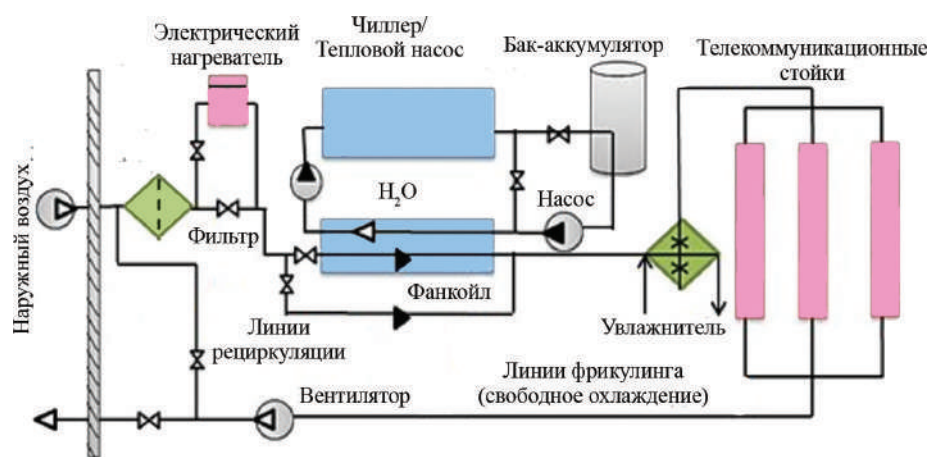 Электрический
нагреватель
Чиллер/
Тепловой насос
Бак-аккумулятор
Телекоммуникационные
стойки
Наружный воздух
H₂O
Насос
Фильтр
Фанкойл
Увлажнитель
Линии
рециркуляции
Линии фрикулинга
(свободное охлаждение)
Вентилятор